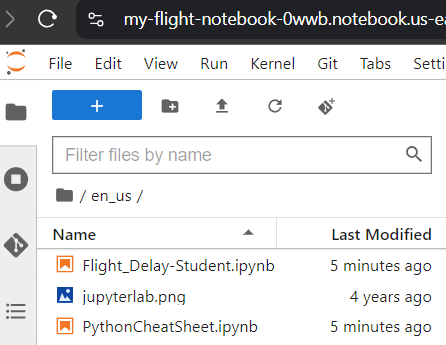 my-flight-notebook-0wwb.notebook.us-ea
File Edit View Run Kernel Git Tabs Setti
Filter files by name
/ en_us /
Name Last Modified
Flight_Delay-Student.ipynb 5 minutes ago
jupyterlab.png 4 years ago
PythonCheatSheet.ipynb 5 minutes ago